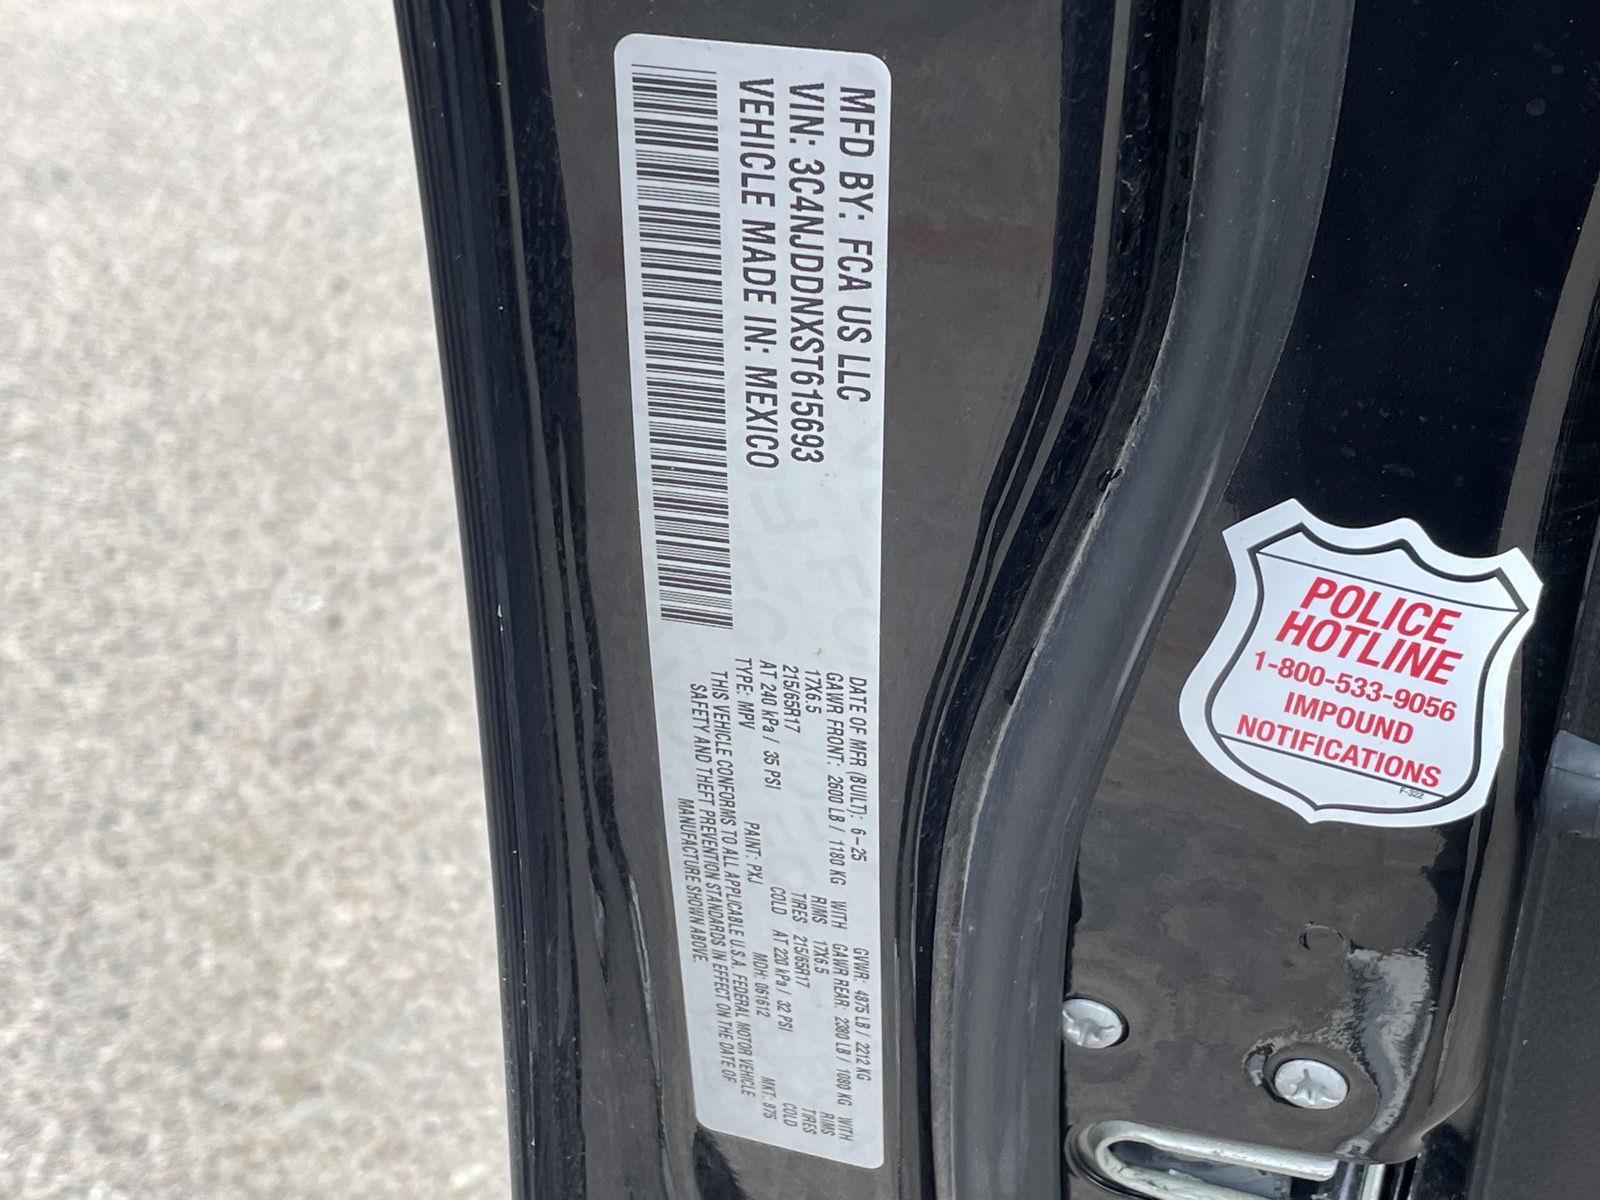 MFD BY: FCA US LLC
VIN: 3C4NJDDNXST615693
VEHICLE MADE IN: MEXICO
DATE OF MFR (BUILT): 6-25 GVWR: 4875 LB / 2212 KG
GAWR FRONT: 2600 LB / 1180 KG WITH GAWR REAR: 2380 LB / 1080 KG WITH
17X6.5 RIMS 17X6.5 RIMS
215/65R17 TIRES 215/65R17 TIRES
AT 240 kPa / 35 PSI COLD AT 220 kPa / 32 PSI COLD
TYPE: MPV PAINT: PXJ MDH: 061612 MKT: 875
THIS VEHICLE CONFORMS TO ALL APPLICABLE U.S.A. FEDERAL MOTOR VEHICLE
SAFETY AND THEFT PREVENTION STANDARDS IN EFFECT ON THE DATE OF
MANUFACTURE SHOWN ABOVE.
POLICE
HOTLINE
1-800-533-9056
IMPOUND
NOTIFICATIONS
F-322